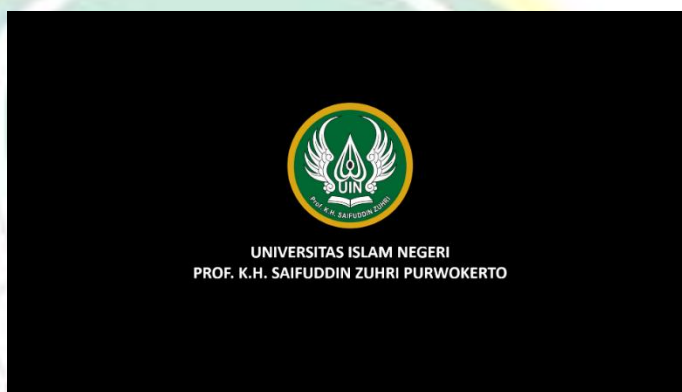 UIN
Prof. K.H. SAIFUDDIN ZUHRI
UNIVERSITAS ISLAM NEGERI
PROF. K.H. SAIFUDDIN ZUHRI PURWOKERTO